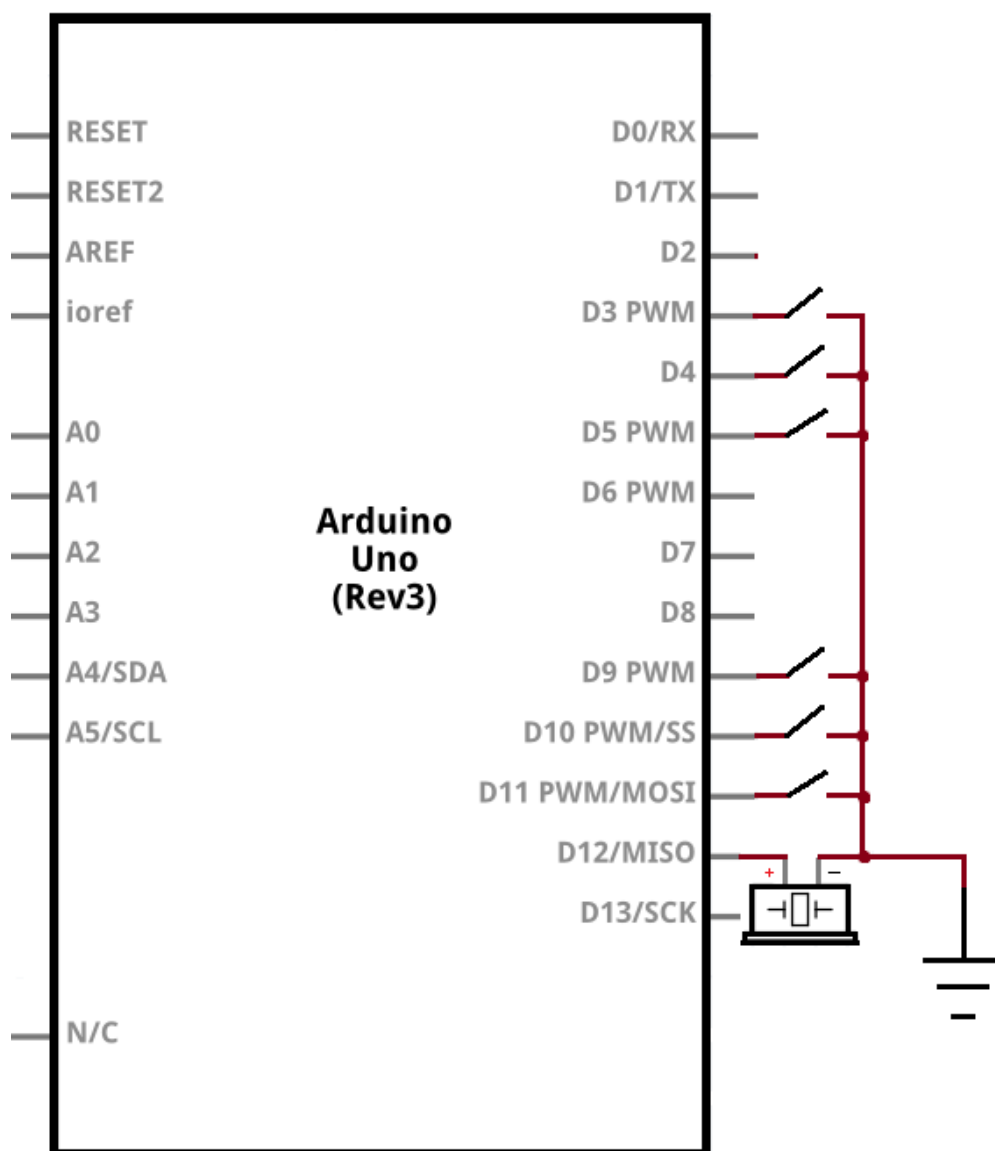 RESET
RESET2
AREF
ioref
A0
A1
A2
A3
A4/SDA
A5/SCL
N/C
Arduino
Uno
(Rev3)
D0/RX
D1/TX
D2
D3 PWM
D4
D5 PWM
D6 PWM
D7
D8
D9 PWM
D10 PWM/SS
D11 PWM/MOSI
D12/MISO
D13/SCK
+ −